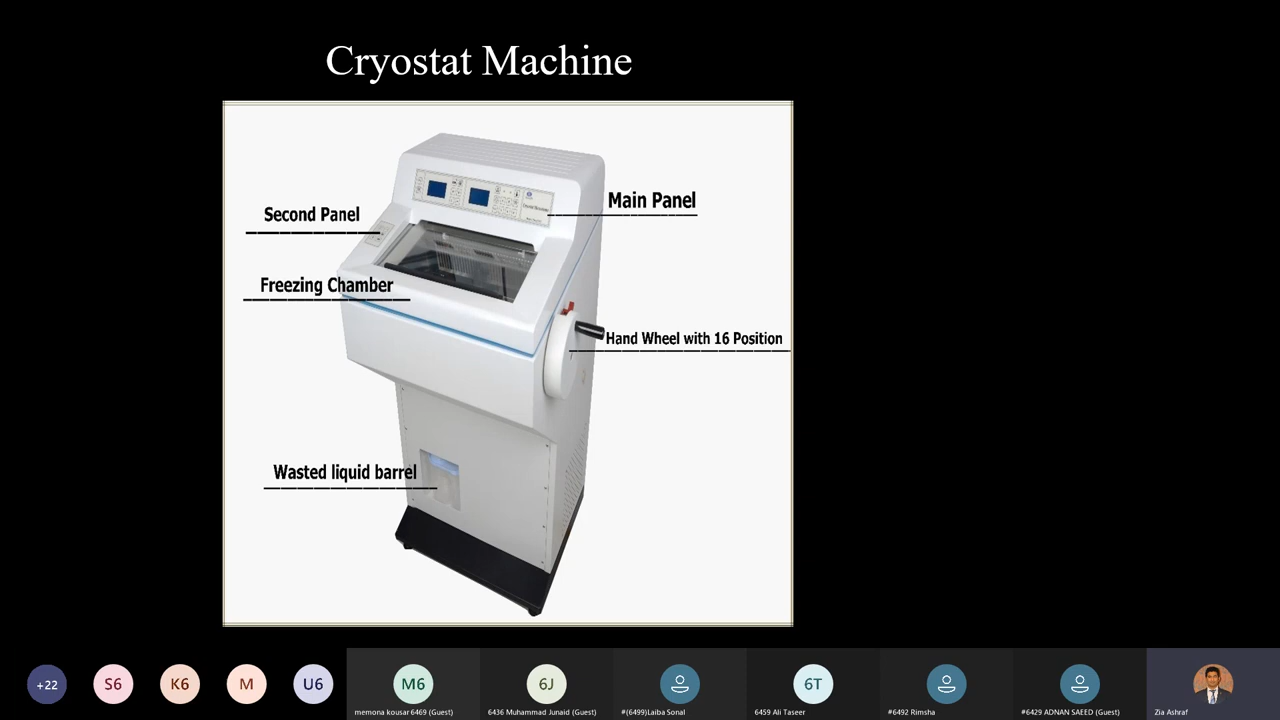 Cryostat Machine
Main Panel
Second Panel
Freezing Chamber
Hand Wheel with 16 Position
Wasted liquid barrel
+22
S6
K6
M
U6
M6
6J
6T
memona kousar 6469 (Guest)
6436 Muhammad Junaid (Guest)
#(6499)Laiba Sonal
6459 Ali Taseer
#6492 Rimsha
#6429 ADNAN SAEED (Guest)
Zia Ashraf